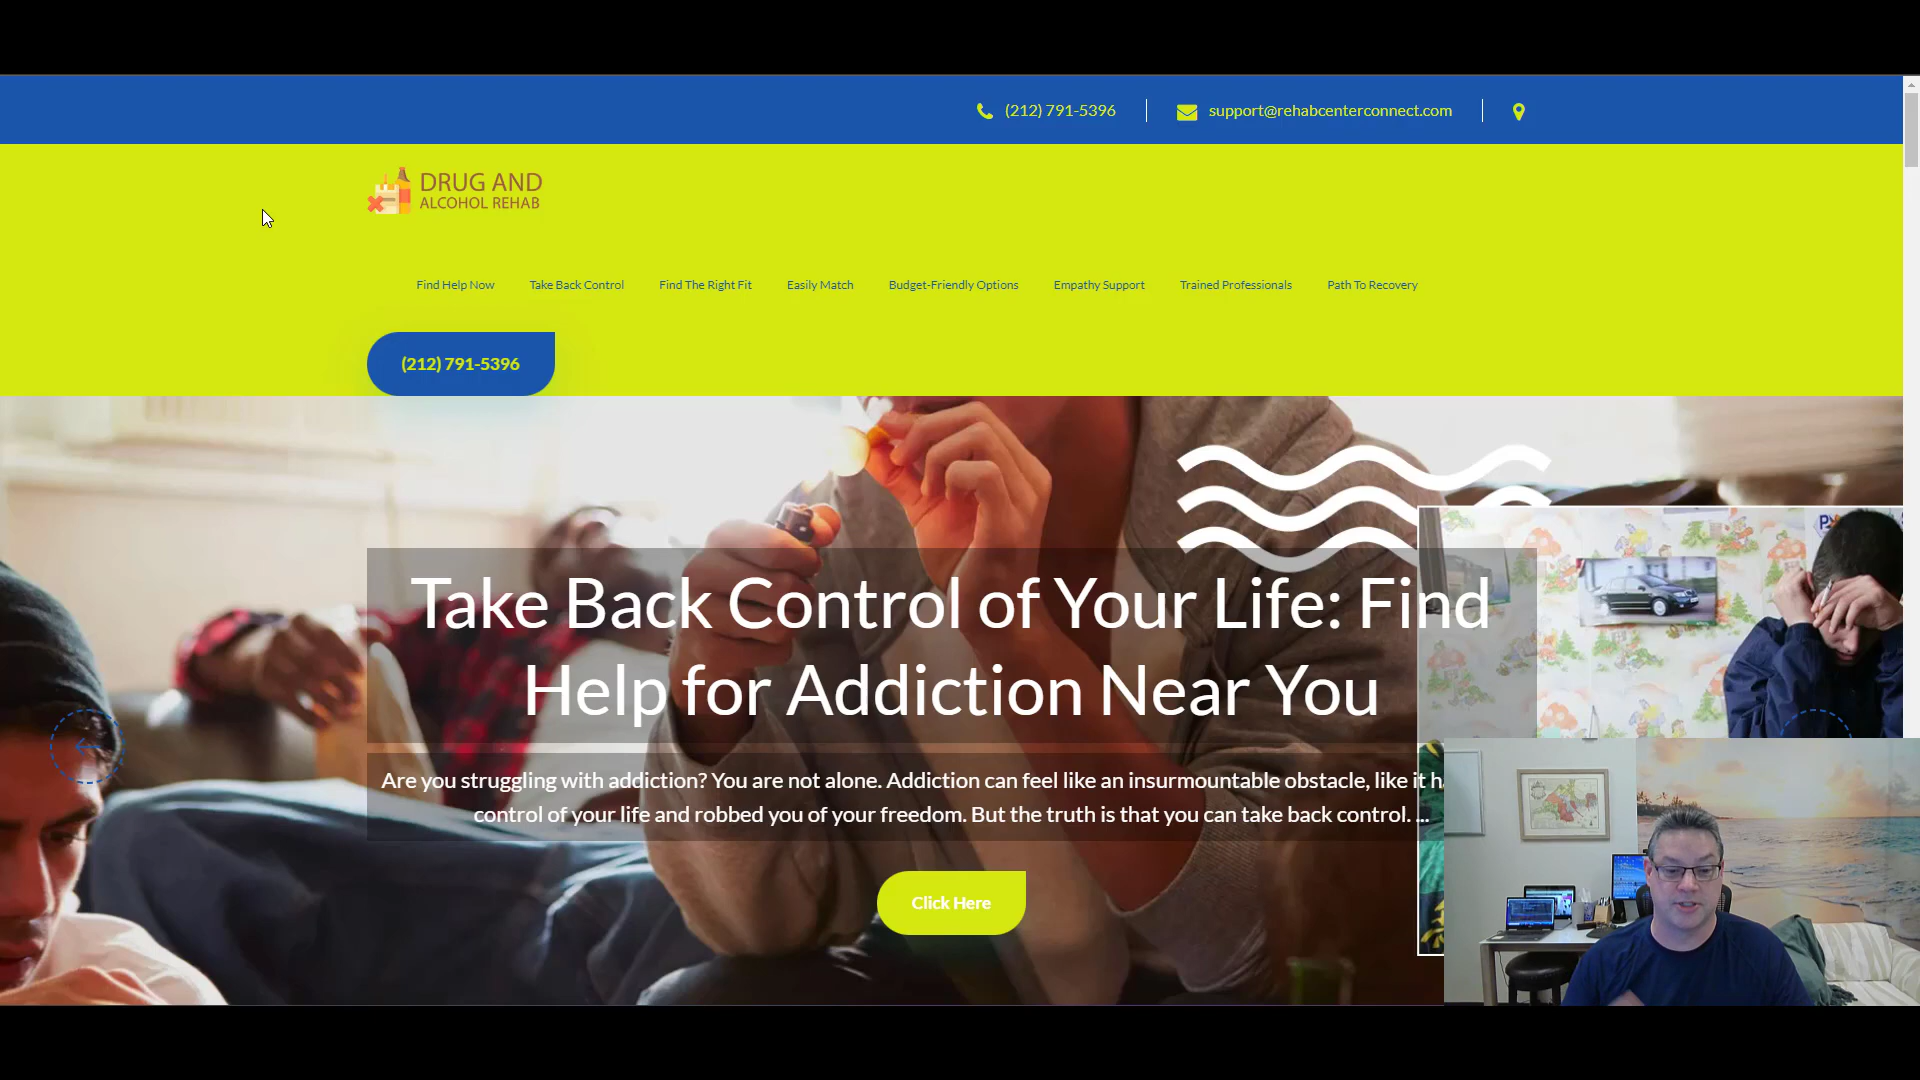 (212) 791-5396
support@rehabcenterconnect.com
DRUG AND
ALCOHOL REHAB
Find Help Now
Take Back Control
Find The Right Fit
Easily Match
Budget-Friendly Options
Empathy Support
Trained Professionals
Path To Recovery
(212) 791-5396
Take Back Control of Your Life: Find
Help for Addiction Near You
Are you struggling with addiction? You are not alone. Addiction can feel like an insurmountable obstacle, like it
control of your life and robbed you of your freedom. But the truth is that you can take back control. ...
Click Here